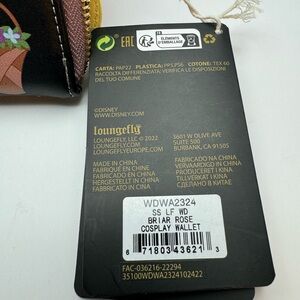 EAC
FR
ÉLÉMENTS
D'EMBALLAGE
CARTA: PAP22 PLASTICA: PP5,PS6 COTONE: TEX 60
RACCOLTA DIFFERENZIATA: VERIFICA LE DISPOSIZIONI
DEL TUO COMUNE
©DISNEY
WWW.DISNEY.COM
loungefly
LOUNGEFLY, LLC © 2022
LOUNGEFLY.COM
LOUNGEFLYEUROPE.COM
3601 W OLIVE AVE
SUITE 500,
BURBANK, CA 91505
MADE IN CHINA
FABRIQUÉ EN CHINE
FABRICADO EN CHINA
HERGESTELLT IN CHINA
FATTO IN CINA
FABRICADO NA CHINA
VERVAARDIGD IN CHINA
PRODUCERET I KINA
TILLVERKAT I KINA
СДЕЛАНО В КИТАЕ
WDWA2324
SS LF WD
BRIAR ROSE
COSPLAY WALLET
6 71803 43621 3
FAC-036216-22294
35100WDWA2324102422